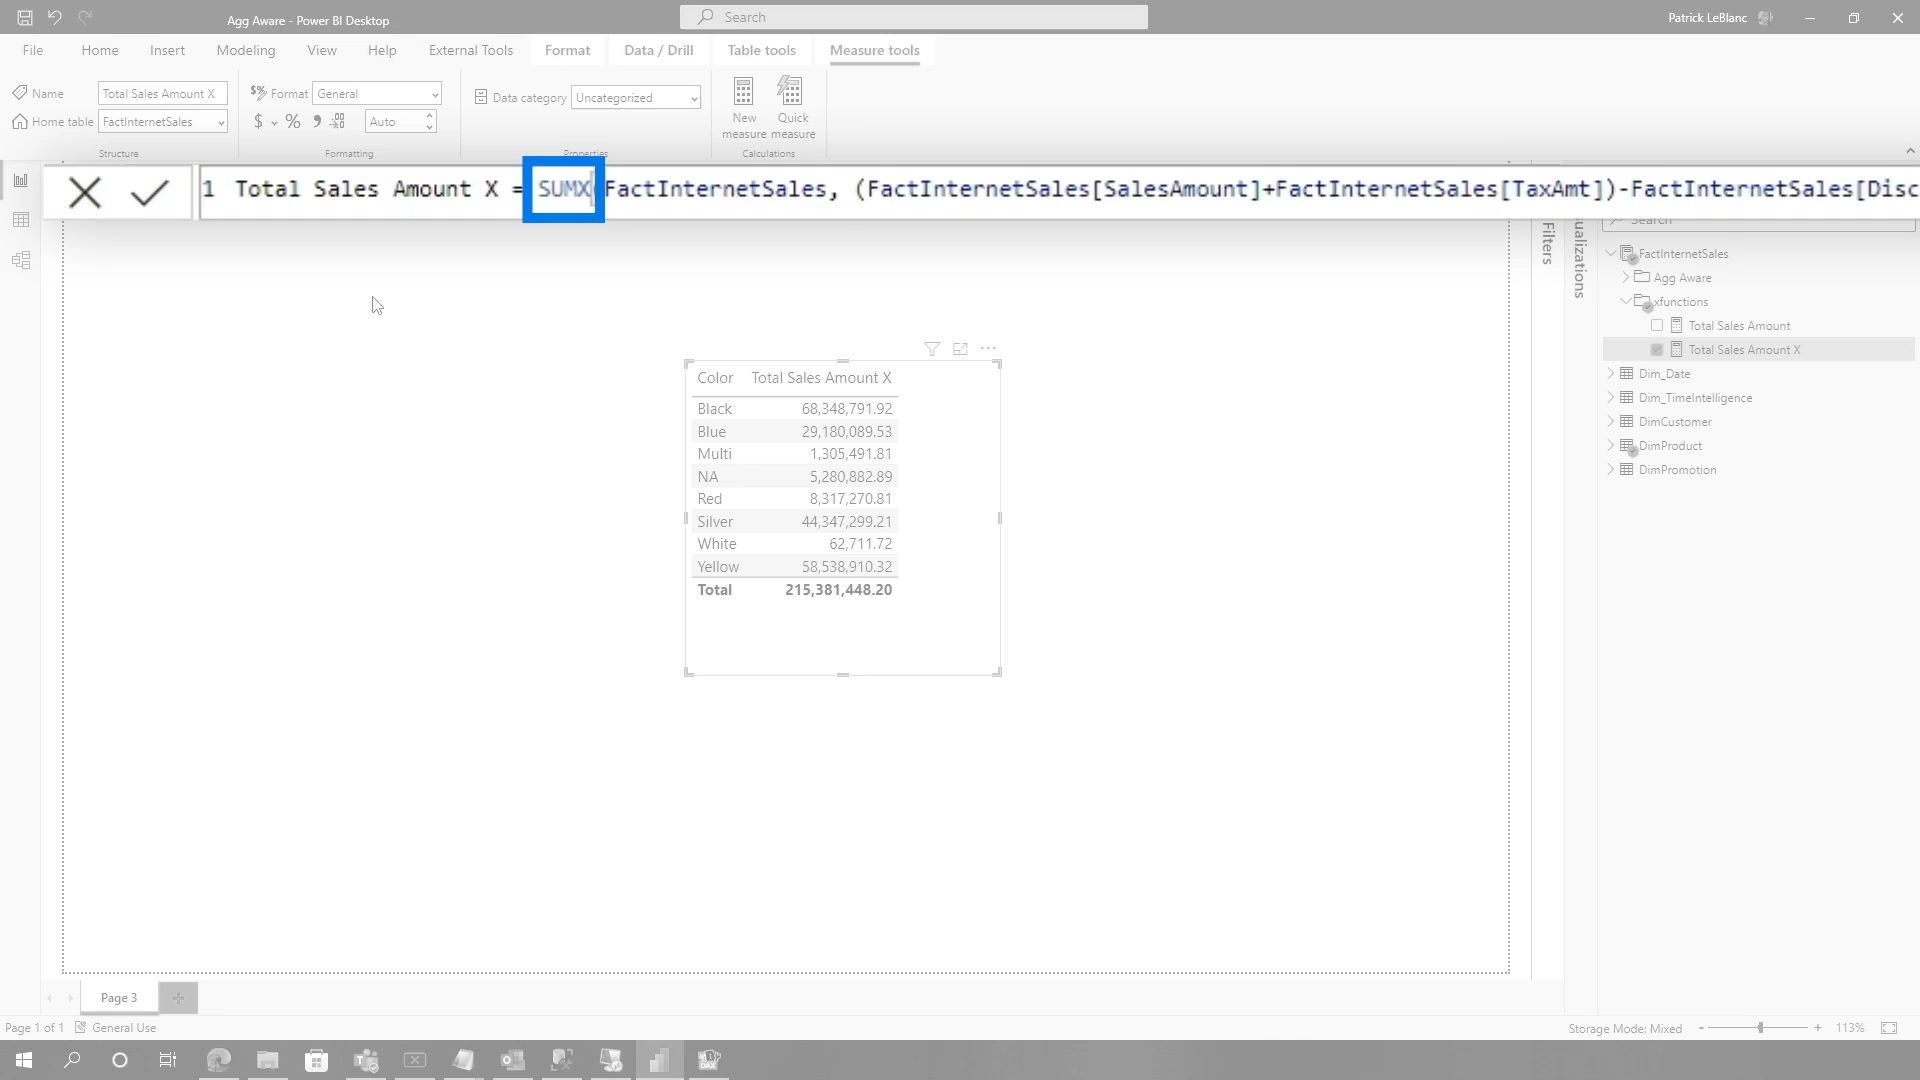 Agg Aware - Power BI Desktop
Search
Patrick LeBlanc
File Home Insert Modeling View Help External Tools Format Data / Drill Table tools Measure tools
Name Total Sales Amount X
Home table FactInternetSales
Structure
$% Format General
$ % Auto
Formatting
Data category Uncategorized
Properties
New measure
Quick measure
Calculations
1 Total Sales Amount X = SUMX(FactInternetSales, (FactInternetSales[SalesAmount]+FactInternetSales[TaxAmt])-FactInternetSales[Disc
Filters
Search
FactInternetSales
Agg Aware
xfunctions
Total Sales Amount
Total Sales Amount X
Dim_Date
Dim_TimeIntelligence
DimCustomer
DimProduct
DimPromotion
Color Total Sales Amount X
Black 68,348,791.92
Blue 29,180,089.53
Multi 1,305,491.81
NA 5,280,882.89
Red 8,317,270.81
Silver 44,347,299.21
White 62,711.72
Yellow 58,538,910.32
Total 215,381,448.20
Page 3
Page 1 of 1 General Use
Storage Mode: Mixed - + 113%